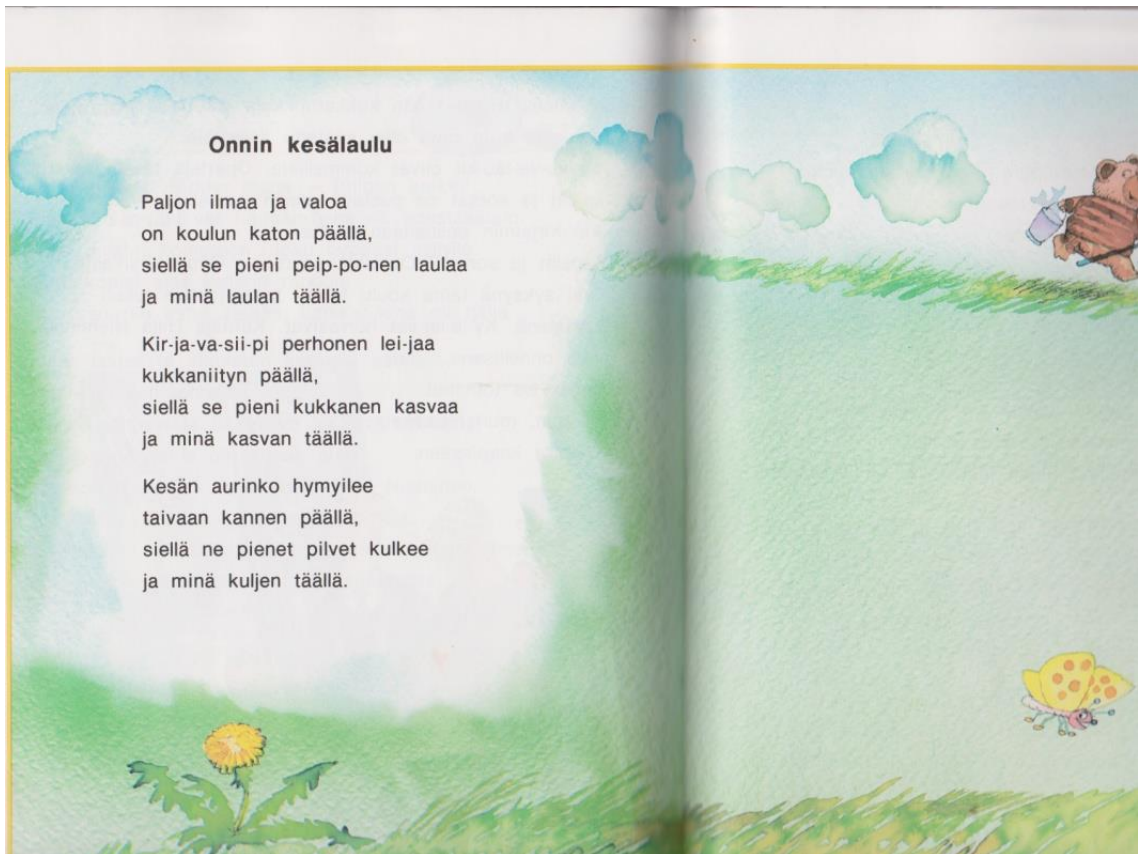 Onnin kesälaulu
Paljon ilmaa ja valoa
on koulun katon päällä,
siellä se pieni peip-po-nen laulaa
ja minä laulan täällä.
Kir-ja-va-sii-pi perhonen lei-jaa
kukkaniityn päällä,
siellä se pieni kukkanen kasvaa
ja minä kasvan täällä.
Kesän aurinko hymyilee
taivaan kannen päällä,
siellä ne pienet pilvet kulkee
ja minä kuljen täällä.